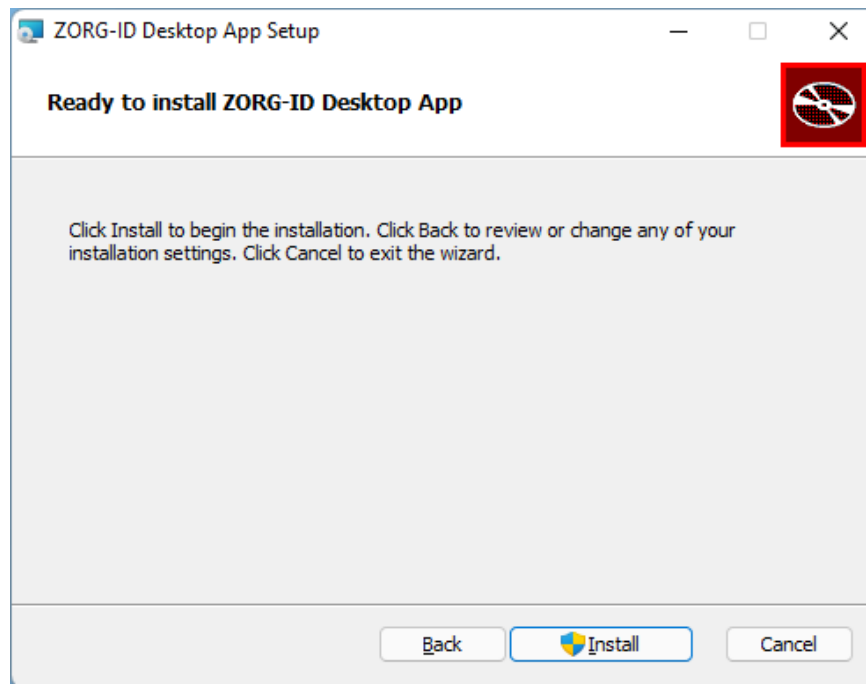 ZORG-ID Desktop App Setup
Ready to install ZORG-ID Desktop App
Click Install to begin the installation. Click Back to review or change any of your
installation settings. Click Cancel to exit the wizard.
Back Install Cancel